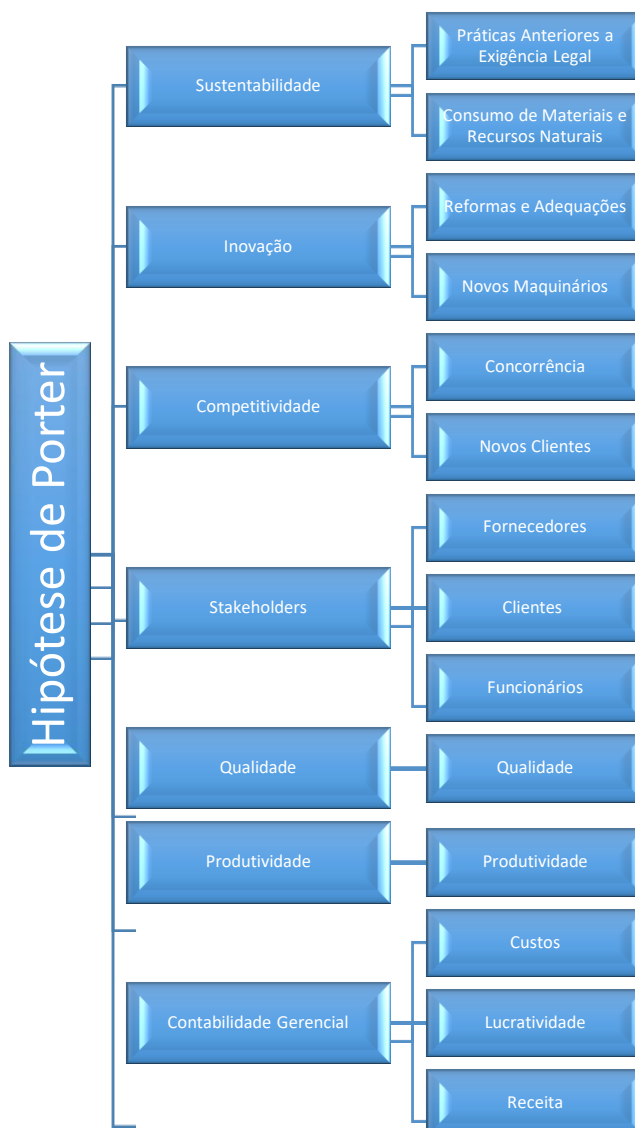 Hipótese de Porter
Sustentabilidade
Práticas Anteriores a
Exigência Legal
Consumo de Materiais e
Recursos Naturais
Inovação
Reformas e Adequações
Novos Maquinários
Competitividade
Concorrência
Novos Clientes
Stakeholders
Fornecedores
Clientes
Funcionários
Qualidade
Qualidade
Produtividade
Produtividade
Contabilidade Gerencial
Custos
Lucratividade
Receita